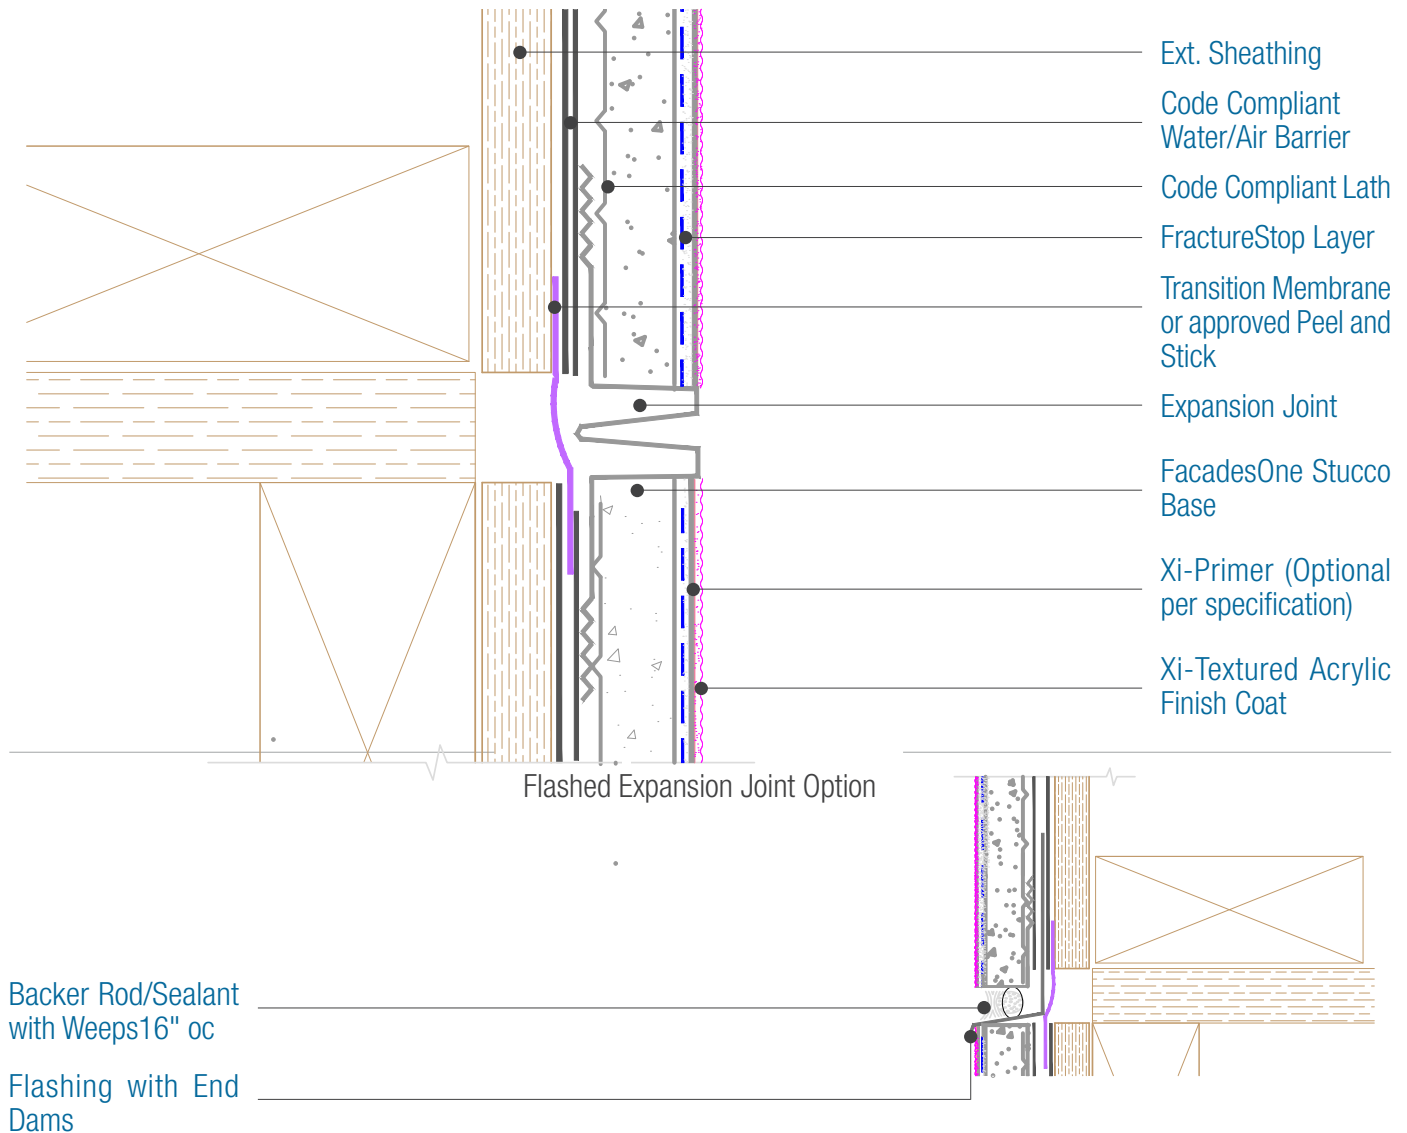 Ext. Sheathing
Code Compliant
Water/Air Barrier
Code Compliant Lath
FractureStop Layer
Transition Membrane
or approved Peel and
Stick
Expansion Joint
FacadesOne Stucco
Base
Xi-Primer (Optional
per specification)
Xi-Textured Acrylic
Finish Coat
Flashed Expansion Joint Option
Backer Rod/Sealant
with Weeps16" oc
Flashing with End
Dams